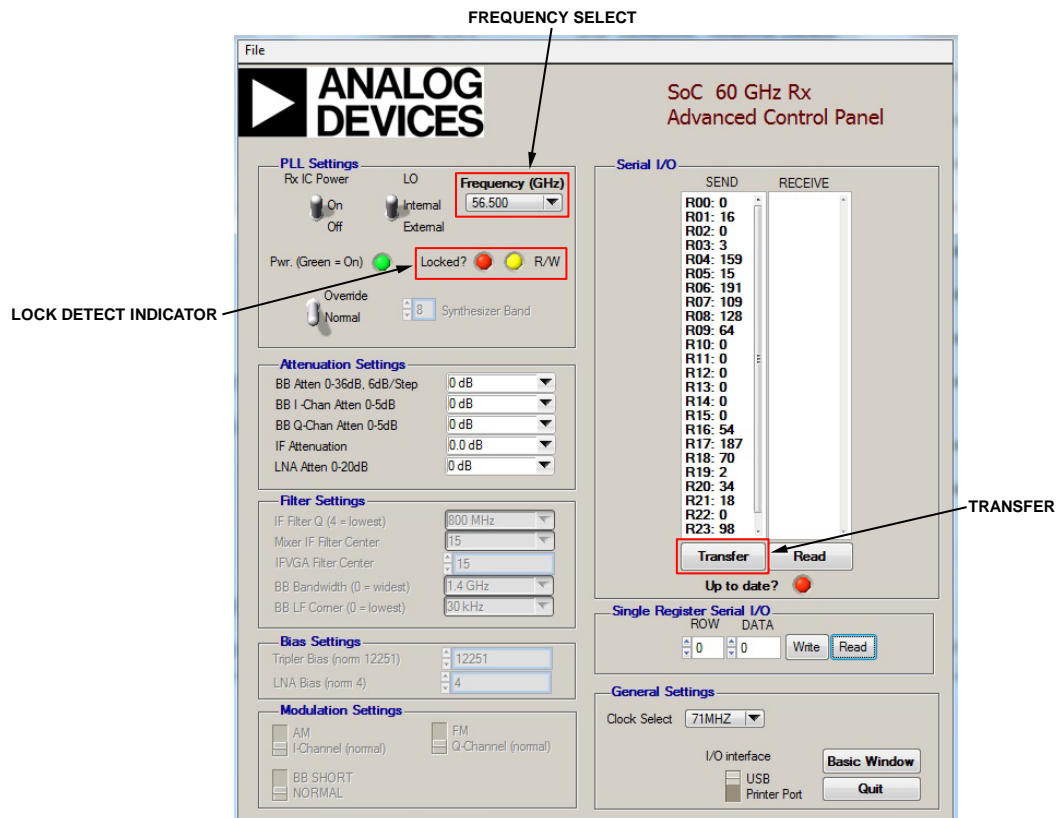 FREQUENCY SELECT
File
ANALOG
DEVICES
SoC 60 GHz Rx
Advanced Control Panel
PLL Settings
Rx IC Power
LO
Frequency (GHz)
On
Internal
56.500
Off
External
Pwr. (Green = On)
Locked?
R/W
LOCK DETECT INDICATOR
Override
Normal
8
Synthesizer Band
Attenuation Settings
BB Atten 0-36dB, 6dB/Step
0 dB
BB I -Chan Atten 0-5dB
0 dB
BB Q-Chan Atten 0-5dB
0 dB
IF Attenuation
0.0 dB
LNA Atten 0-20dB
0 dB
Filter Settings
IF Filter Q (4 = lowest)
800 MHz
Mixer IF Filter Center
15
IFVGA Filter Center
15
BB Bandwidth (0 = widest)
1.4 GHz
BB LF Corner (0 = lowest)
30 kHz
Bias Settings
Tripler Bias (norm 12251)
12251
LNA Bias (norm 4)
4
Modulation Settings
AM
I-Channel (normal)
FM
Q-Channel (normal)
BB SHORT
NORMAL
Serial I/O
SEND
RECEIVE
R00: 0
R01: 16
R02: 0
R03: 3
R04: 159
R05: 15
R06: 191
R07: 109
R08: 128
R09: 64
R10: 0
R11: 0
R12: 0
R13: 0
R14: 0
R15: 0
R16: 54
R17: 187
R18: 70
R19: 2
R20: 34
R21: 18
R22: 0
R23: 98
TRANSFER
Transfer
Read
Up to date?
Single Register Serial I/O
ROW
DATA
0
0
Write
Read
General Settings
Clock Select
71MHZ
I/O interface
USB
Printer Port
Basic Window
Quit